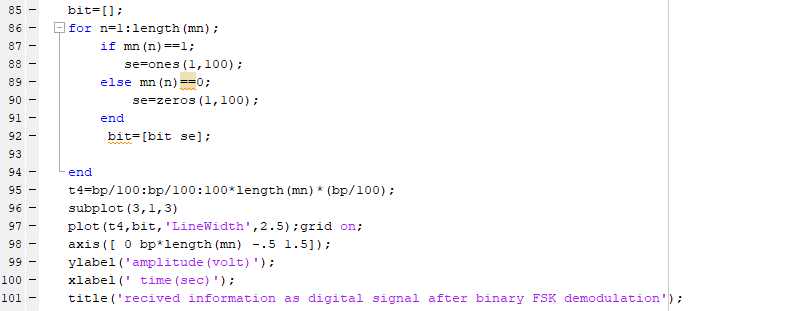 85 - bit=[];
86 - for n=1:length(mn);
87 - if mn(n)==1;
88 - se=ones(1,100);
89 - else mn(n)==0;
90 - se=zeros(1,100);
91 - end
92 - bit=[bit se];
93
94 - end
95 - t4=bp/100:bp/100:100*length(mn)*(bp/100);
96 - subplot(3,1,3)
97 - plot(t4,bit,'LineWidth',2.5);grid on;
98 - axis([ 0 bp*length(mn) -.5 1.5]);
99 - ylabel('amplitude(volt)');
100 - xlabel(' time(sec)');
101 - title('recived information as digital signal after binary FSK demodulation');